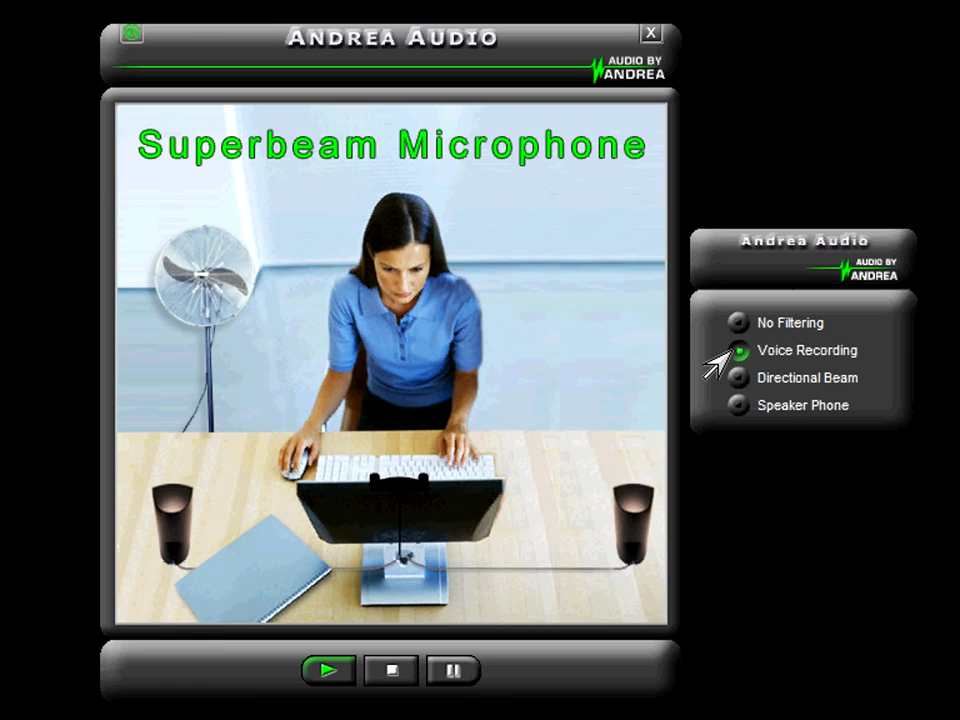 ANDREA AUDIO
X
AUDIO BY
ANDREA
Superbeam Microphone
Andrea Audio
AUDIO BY
ANDREA
No Filtering
Voice Recording
Directional Beam
Speaker Phone